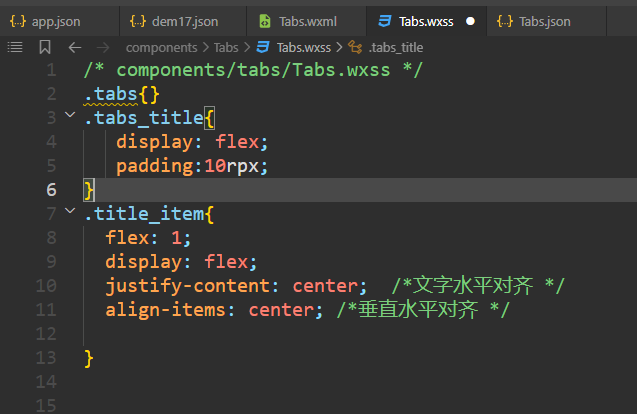 app.json dem17.json Tabs.wxml Tabs.wxss Tabs.json
components > Tabs > Tabs.wxss > .tabs_title
1 /* components/tabs/Tabs.wxss */
2 .tabs{}
3 .tabs_title{
4 display: flex;
5 padding:10rpx;
6 }
7 .title_item{
8 flex: 1;
9 display: flex;
10 justify-content: center; /*文字水平对齐 */
11 align-items: center; /*垂直水平对齐 */
12
13 }
14
15